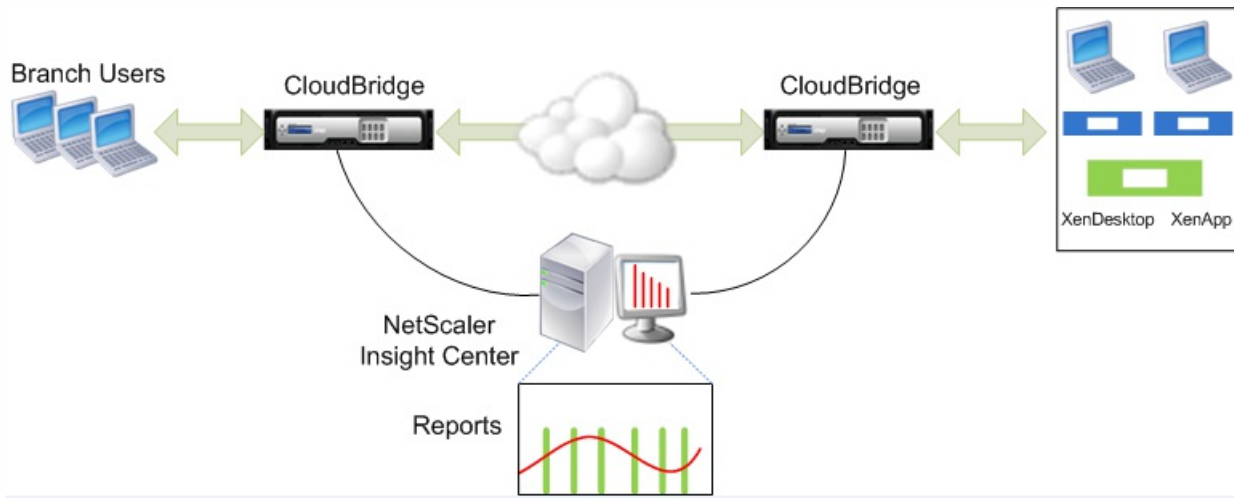 Branch Users
CloudBridge
CloudBridge
XenDesktop XenApp
NetScaler
Insight Center
Reports